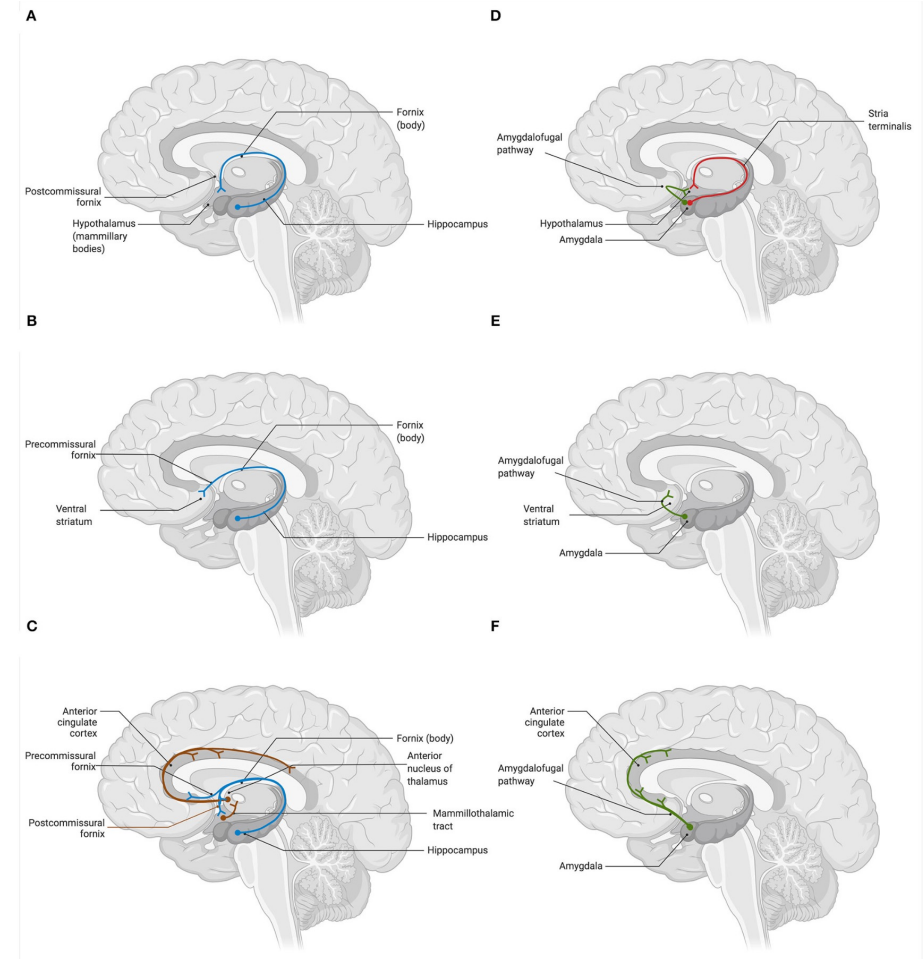 A
Fornix
(body)
Postcommissural
fornix
Hypothalamus
(mammillary
bodies)
Hippocampus
D
Stria
terminalis
Amygdalofugal
pathway
Hypothalamus
Amygdala
B
Fornix
(body)
Precommissural
fornix
Ventral
striatum
Hippocampus
E
Amygdalofugal
pathway
Ventral
striatum
Amygdala
C
Anterior
cingulate
cortex
Fornix (body)
Precommissural
fornix
Anterior
nucleus of
thalamus
Postcommissural
fornix
Mammillothalamic
tract
Hippocampus
F
Anterior
cingulate
cortex
Amygdalofugal
pathway
Amygdala